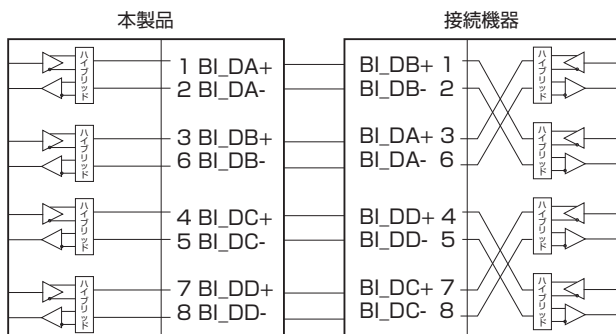 本製品
接続機器
ハイブリッド
1 BI_DA+
2 BI_DA-
ハイブリッド
3 BI_DB+
6 BI_DB-
ハイブリッド
4 BI_DC+
5 BI_DC-
ハイブリッド
7 BI_DD+
8 BI_DD-
BI_DB+ 1
BI_DB- 2
ハイブリッド
BI_DA+ 3
BI_DA- 6
ハイブリッド
BI_DD+ 4
BI_DD- 5
ハイブリッド
BI_DC+ 7
BI_DC- 8
ハイブリッド